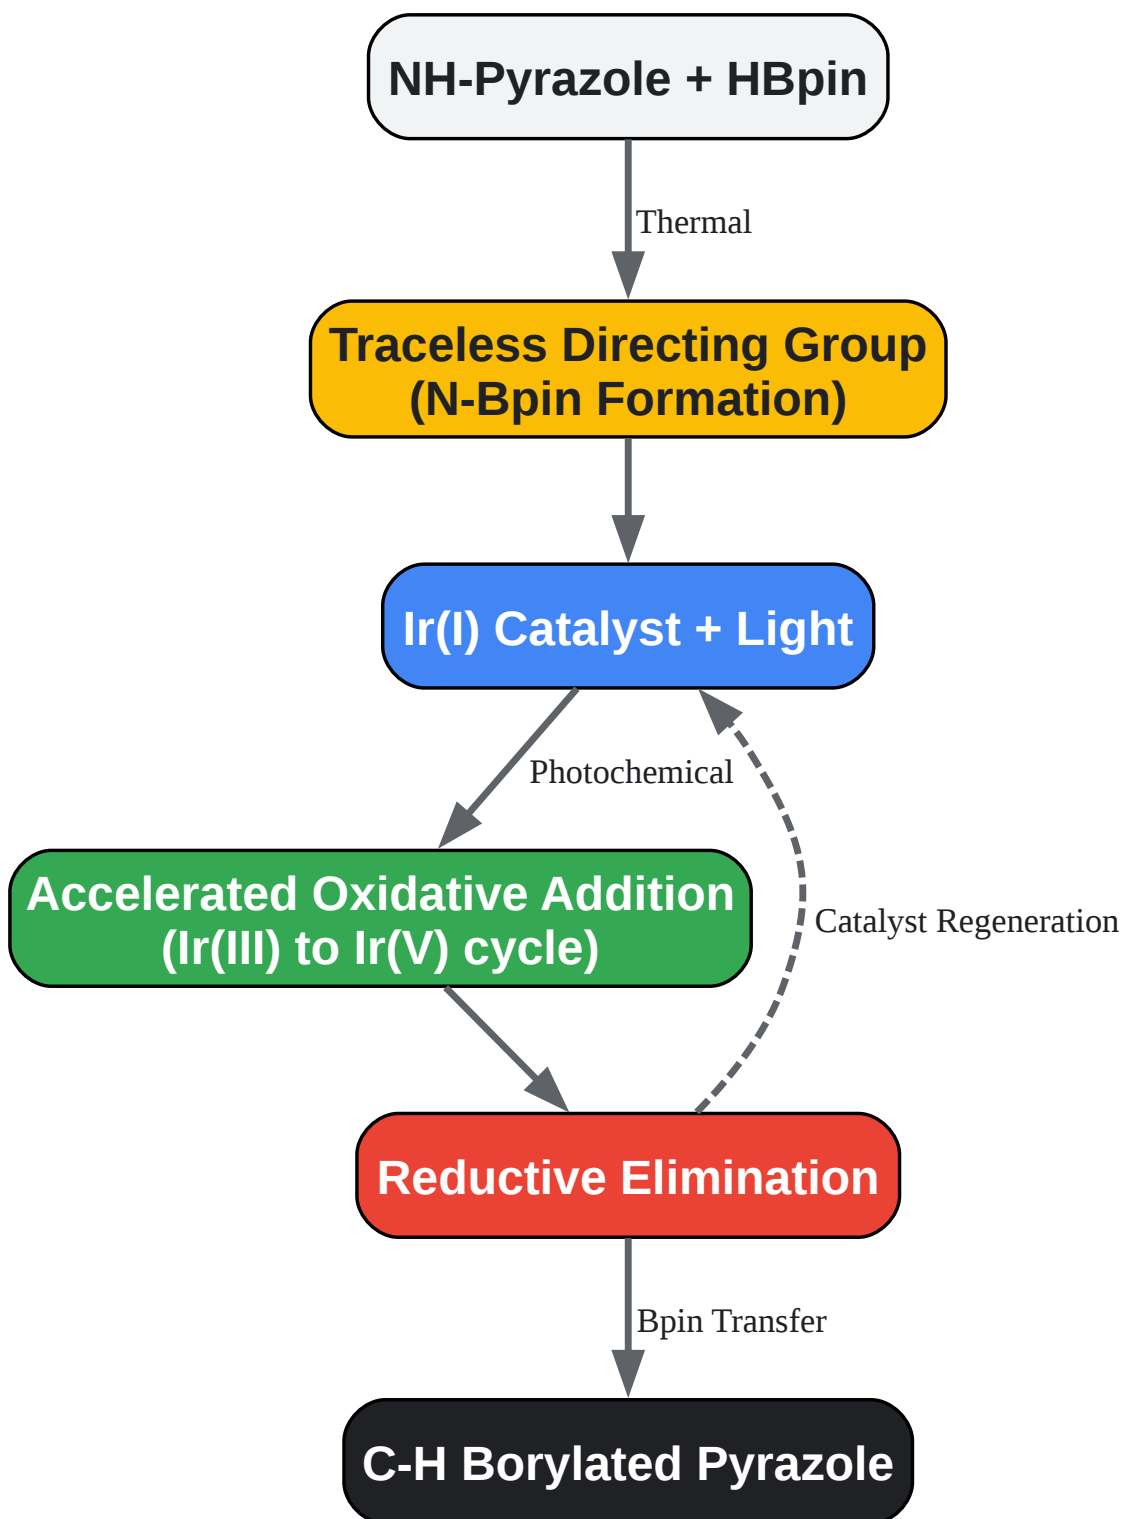 NH-Pyrazole + HBpin
Thermal
Traceless Directing Group
(N-Bpin Formation)
Ir(I) Catalyst + Light
Photochemical
Accelerated Oxidative Addition
(Ir(III) to Ir(V) cycle)
Catalyst Regeneration
Reductive Elimination
Bpin Transfer
C-H Borylated Pyrazole